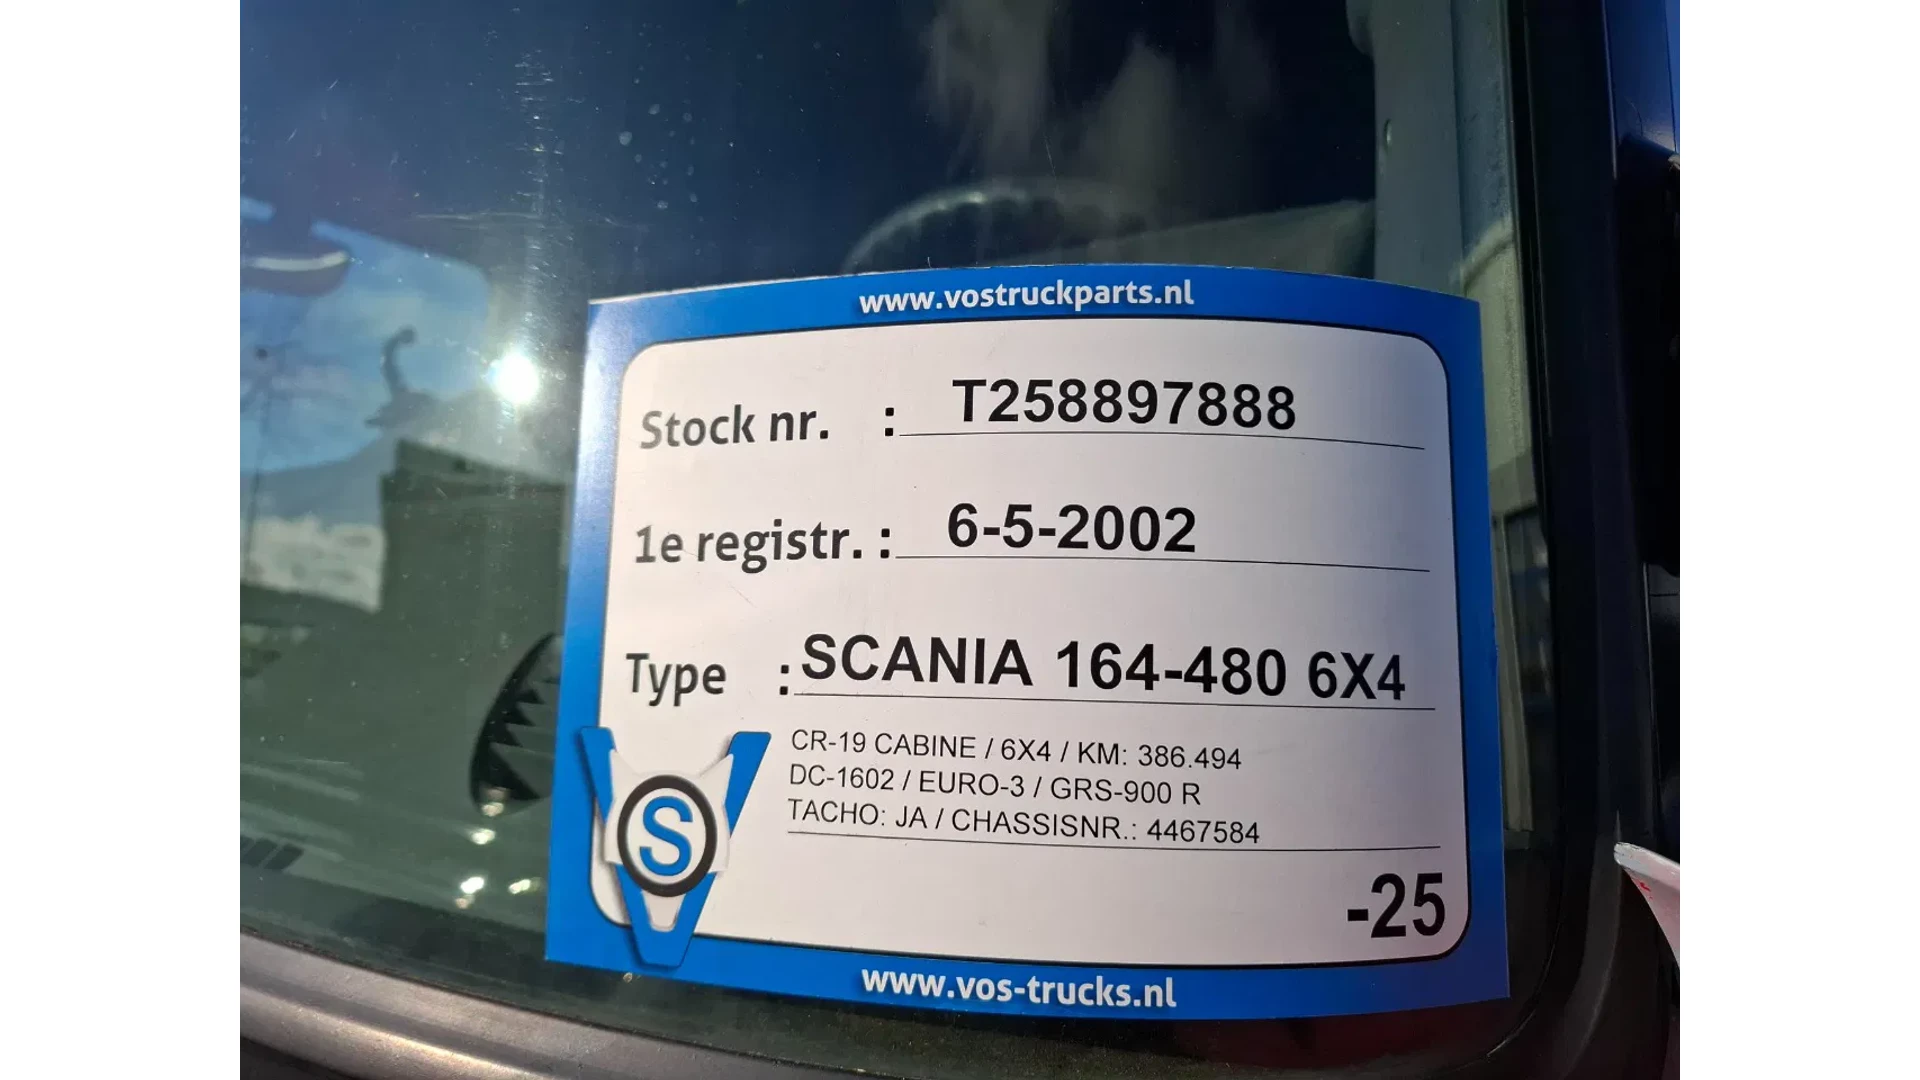 www.vostruckparts.nl
Stock nr. : T258897888
1e registr. : 6-5-2002
Type : SCANIA 164-480 6X4
CR-19 CABINE / 6X4 / KM: 386.494
DC-1602 / EURO-3 / GRS-900 R
TACHO: JA / CHASSISNR.: 4467584
VS
-25
www.vos-trucks.nl